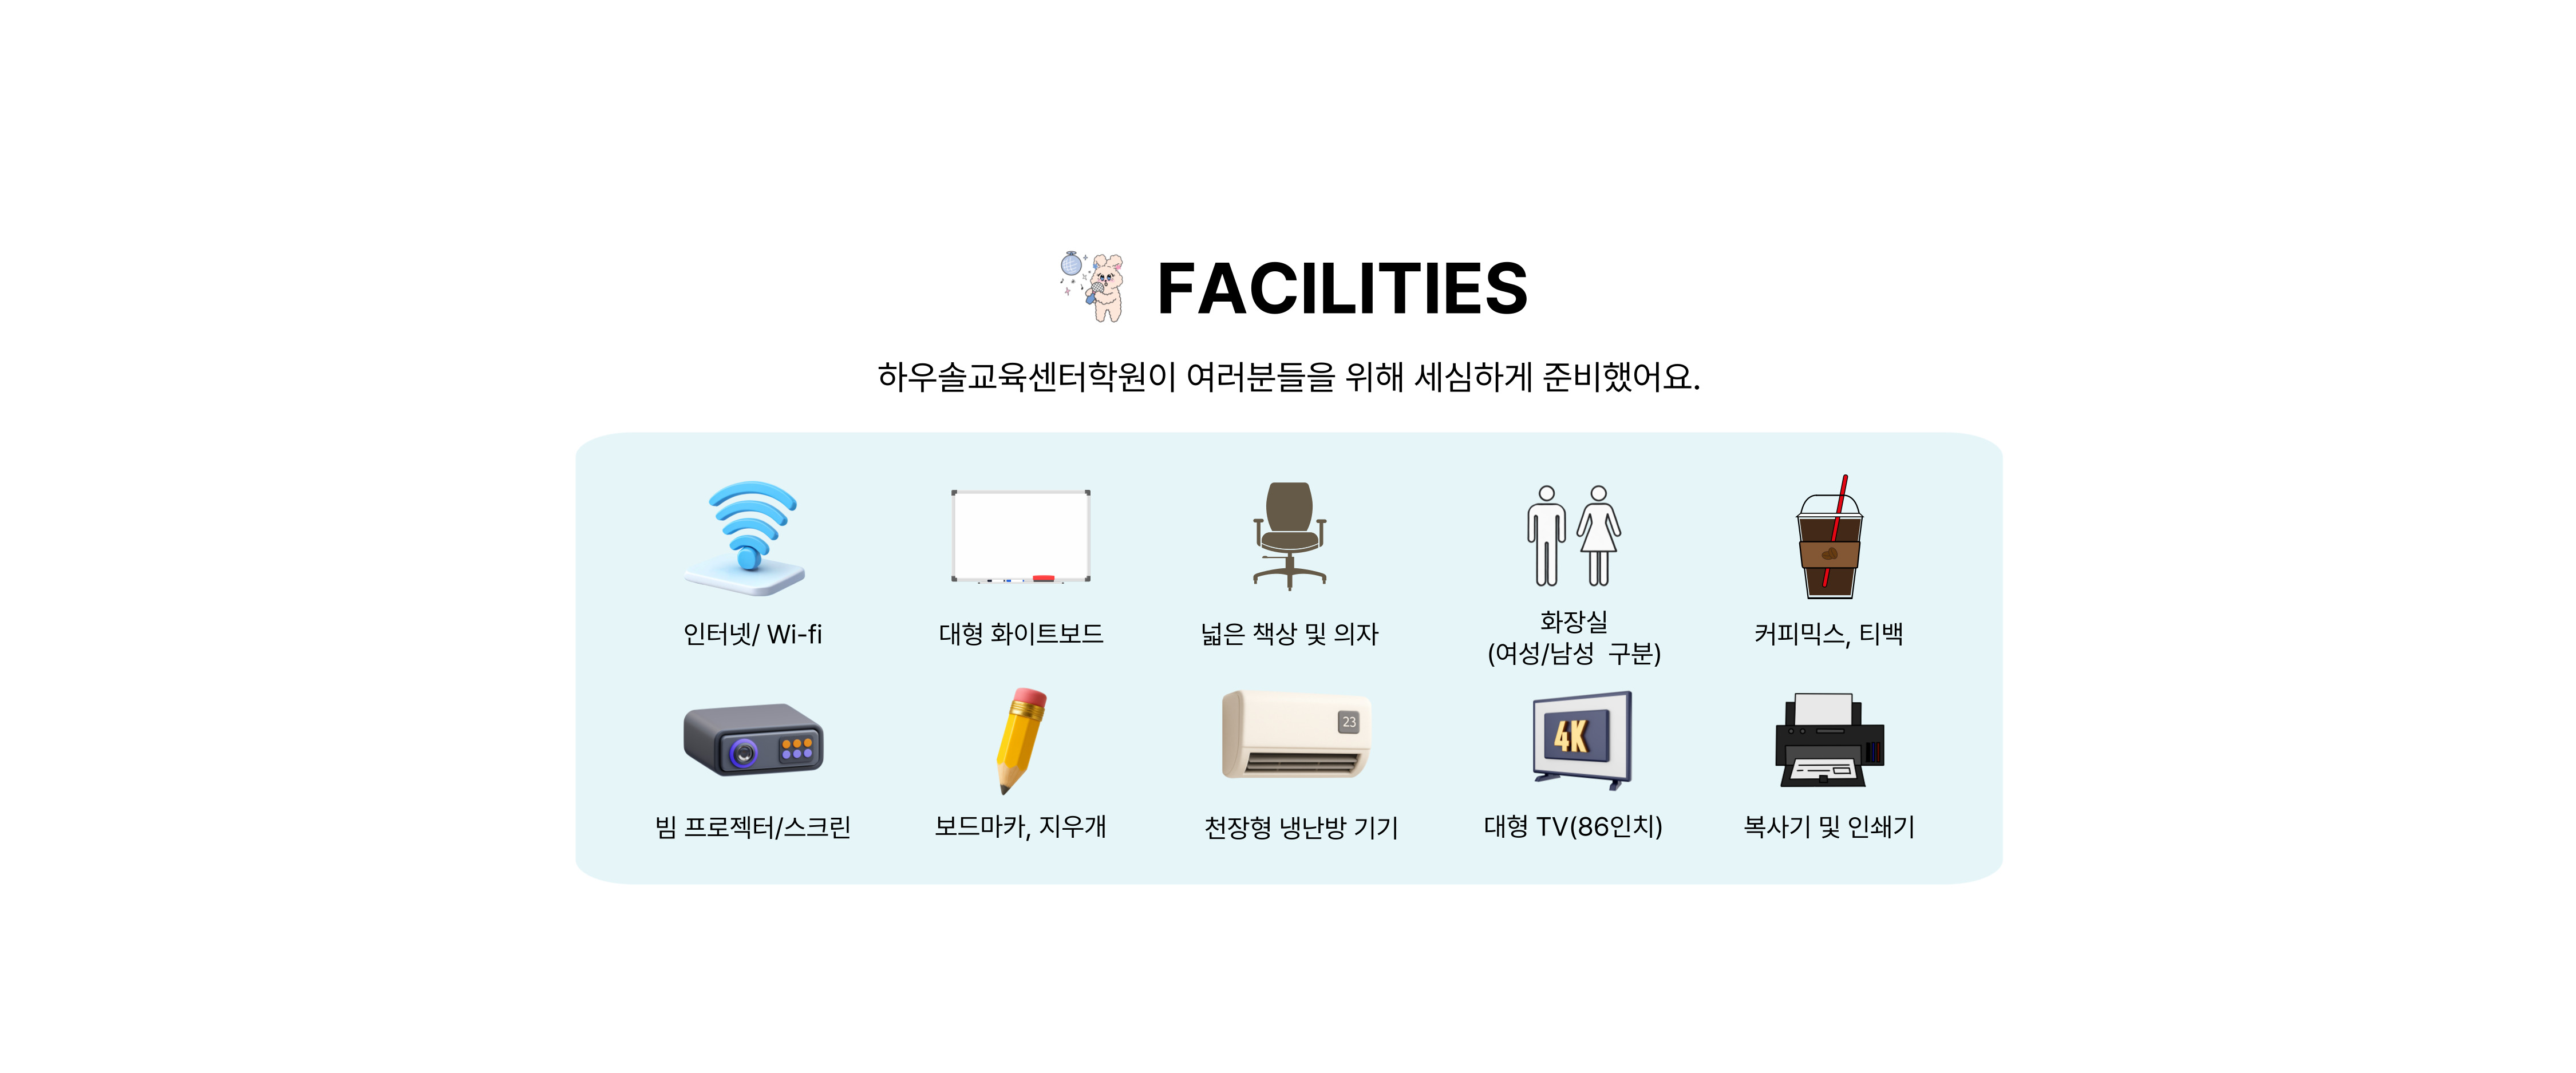 FACILITIES
하우솔교육센터학원이 여러분들을 위해 세심하게 준비했어요.
인터넷/ Wi-fi
대형 화이트보드
넓은 책상 및 의자
화장실
(여성/남성 구분)
커피믹스, 티백
23
4K
빔 프로젝터/스크린
보드마카, 지우개
천장형 냉난방 기기
대형 TV(86인치)
복사기 및 인쇄기